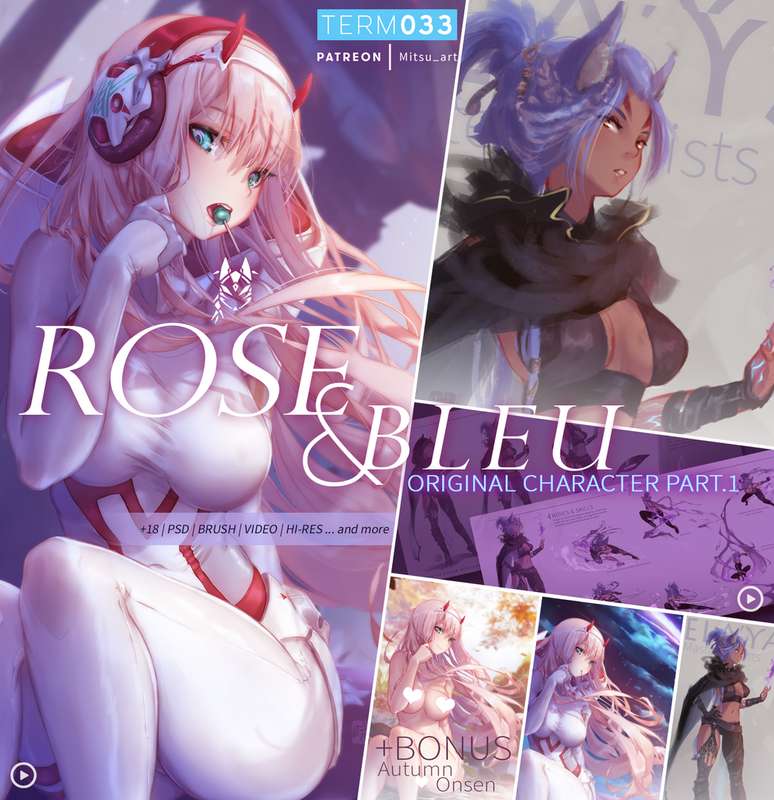 TERM033
PATREON | Mitsu_art
ists
ROSE
&BLEU
ORIGINAL CHARACTER PART.1
+18 | PSD | BRUSH | VIDEO | HI-RES ... and more
+BONUS
Autumn
Onsen